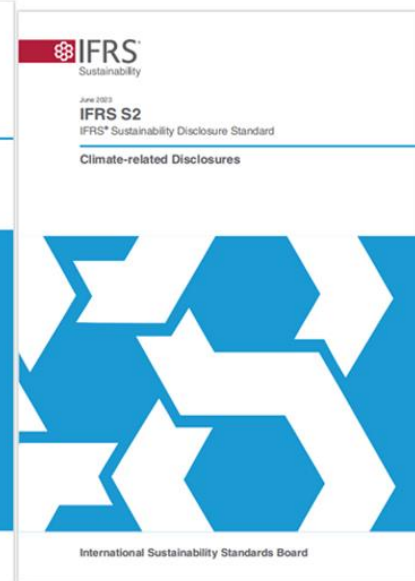 IFRS
Sustainability
June 2023
IFRS S2
IFRS® Sustainability Disclosure Standard
Climate-related Disclosures
International Sustainability Standards Board